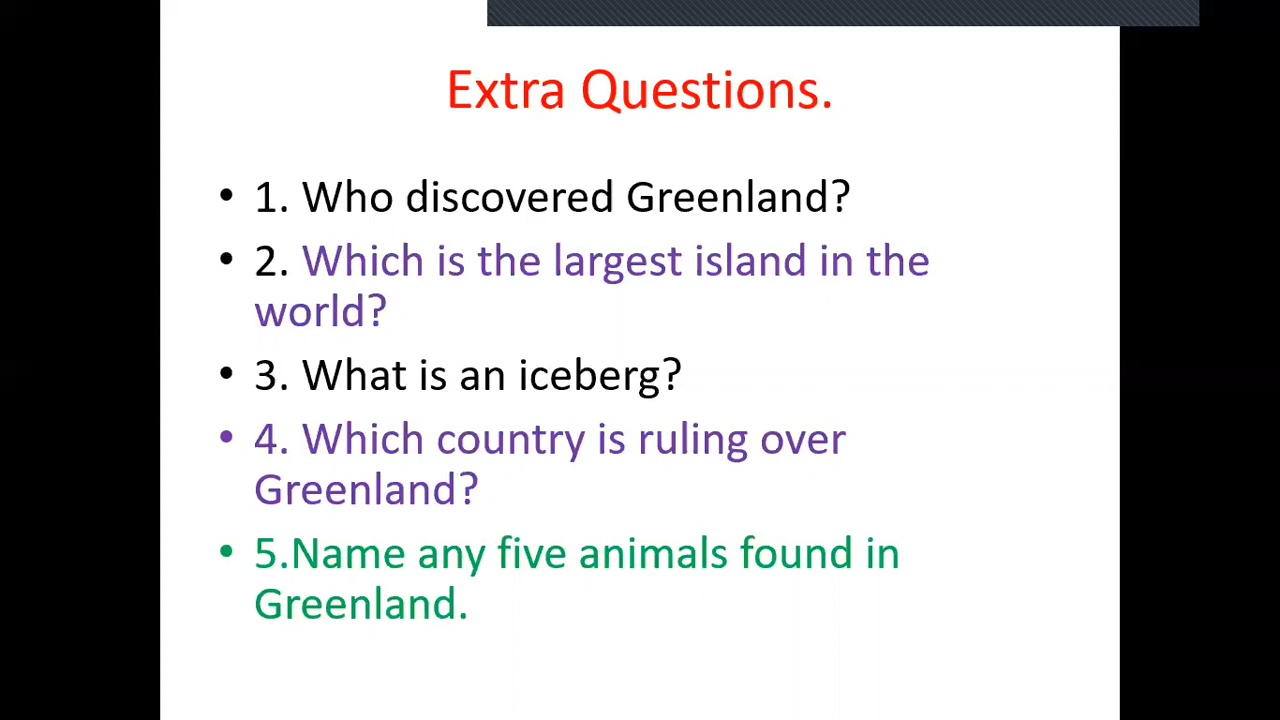 Extra Questions.
• 1. Who discovered Greenland?
• 2. Which is the largest island in the
world?
• 3. What is an iceberg?
• 4. Which country is ruling over
Greenland?
• 5.Name any five animals found in
Greenland.